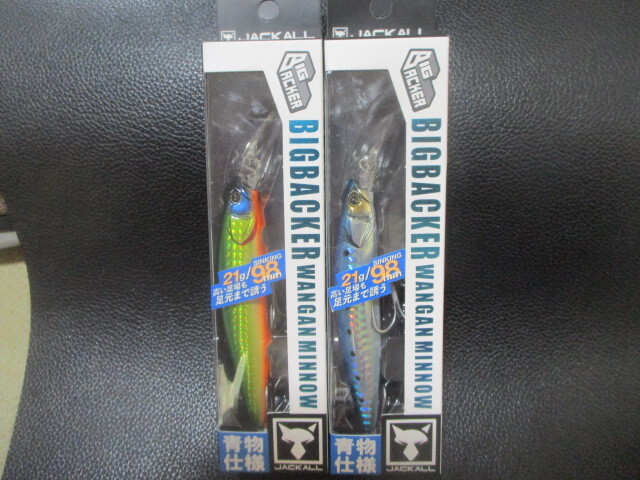 JACKALL
BIG
BACKER
BIGBACKER WANGAN MINNOW
SINKING
21g/98mm
高い足場も
足元まで誘う
青物
仕様
JACKALL
JACKALL
BIG
BACKER
BIGBACKER WANGAN MINNOW
SINKING
21g/98mm
高い足場も
足元まで誘う
青物
仕様
JACKALL